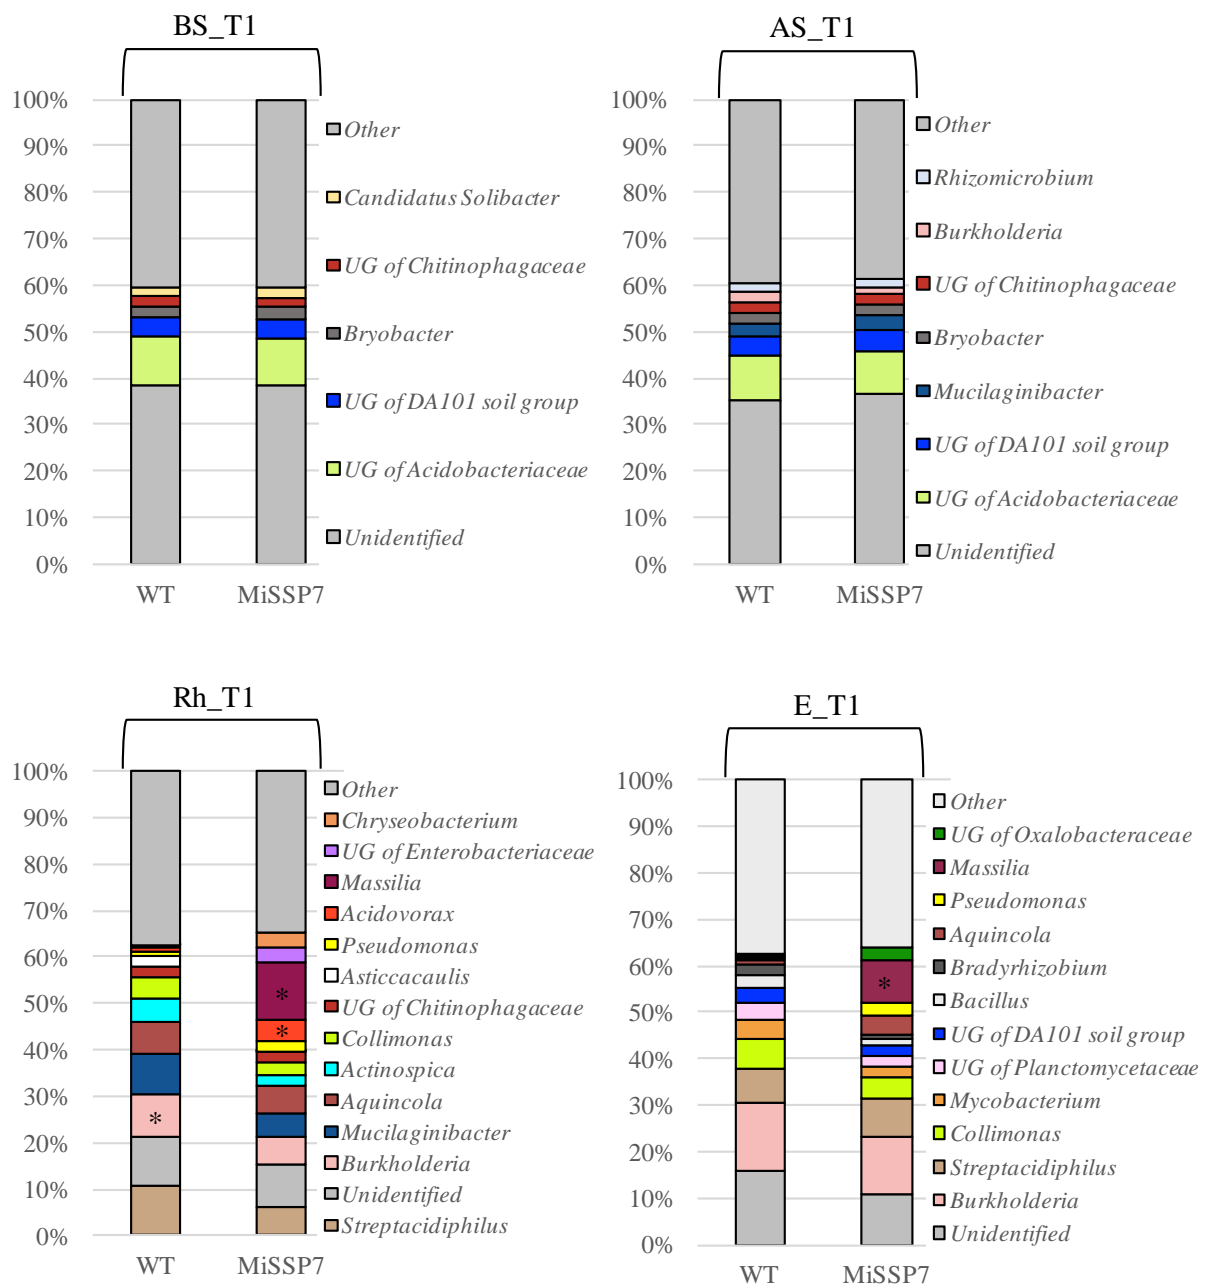 BS_T1
100%
90%
80%
70%
60%
50%
40%
30%
20%
10%
0%
WT MiSSP7
Other
Candidatus Solibacter
UG of Chitinophagaceae
Bryobacter
UG of DA101 soil group
UG of Acidobacteriaceae
Unidentified
AS_T1
100%
90%
80%
70%
60%
50%
40%
30%
20%
10%
0%
WT MiSSP7
Other
Rhizomicrobium
Burkholderia
UG of Chitinophagaceae
Bryobacter
Mucilaginibacter
UG of DA101 soil group
UG of Acidobacteriaceae
Unidentified
Rh_T1
100%
90%
80%
70%
60%
50%
40%
30%
20%
10%
0%
*
*
*
WT MiSSP7
Other
Chryseobacterium
UG of Enterobacteriaceae
Massilia
Acidovorax
Pseudomonas
Asticcacaulis
UG of Chitinophagaceae
Collimonas
Actinospica
Aquincola
Mucilaginibacter
Burkholderia
Unidentified
Streptacidiphilus
E_T1
100%
90%
80%
70%
60%
50%
40%
30%
20%
10%
0%
*
WT MiSSP7
Other
UG of Oxalobacteraceae
Massilia
Pseudomonas
Aquincola
Bradyrhizobium
Bacillus
UG of DA101 soil group
UG of Planctomycetaceae
Mycobacterium
Collimonas
Streptacidiphilus
Burkholderia
Unidentified